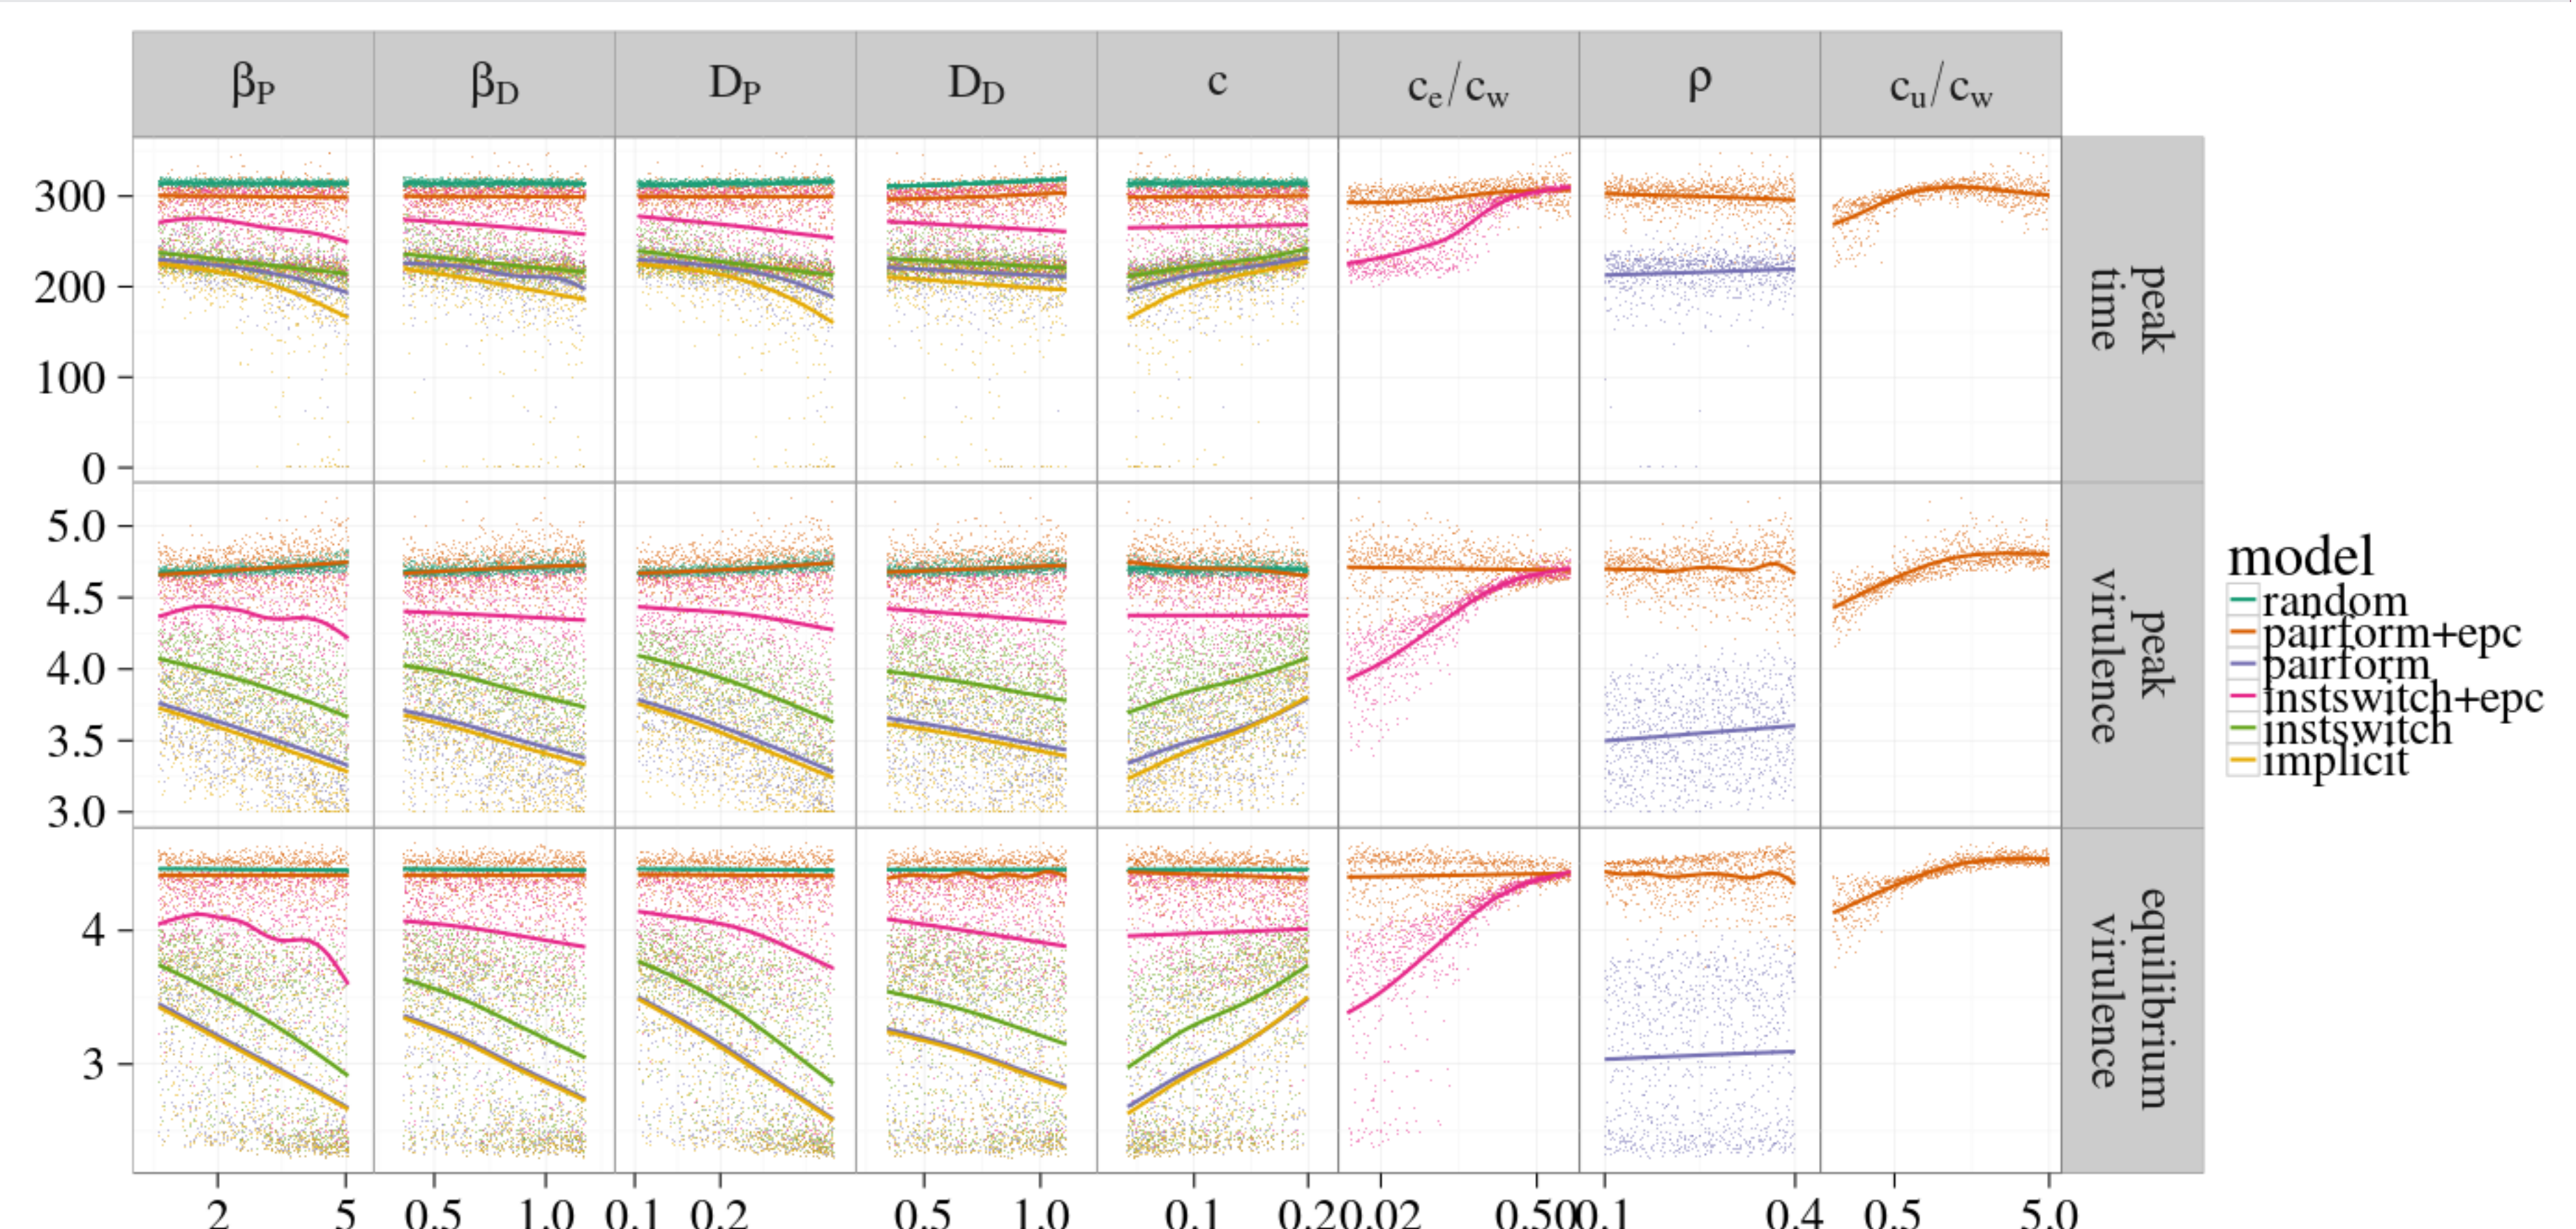 βP βD DP DD c ce/cw ρ cu/cw
300
200
100
0
peak
time
5.0
4.5
4.0
3.5
3.0
peak
virulence
4
3
equilibrium
virulence
2 5 0.5 1.0 0.1 0.2 0.5 1.0 0.1 0.2 0.02 0.50 0.1 0.4 0.5 5.0
model
random
pairform+epc
pairform
instswitch+epc
instswitch
implicit